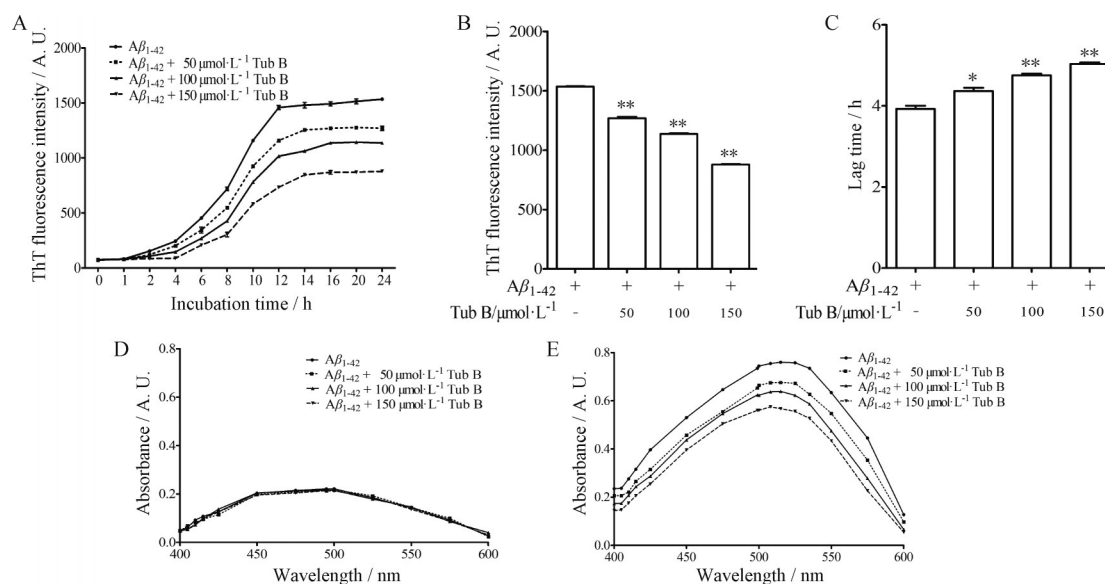 A
ThT fluorescence intensity / A. U.
2000
1500
1000
500
0
Aβ1-42
Aβ1-42 + 50 μmol·L-1 Tub B
Aβ1-42 + 100 μmol·L-1 Tub B
Aβ1-42 + 150 μmol·L-1 Tub B
0 1 2 4 6 8 10 12 14 16 20 24
Incubation time / h
B
ThT fluorescence intensity / A. U.
2000
1500
1000
500
0
**
**
**
Aβ1-42 + + + +
Tub B/μmol·L-1 - 50 100 150
C
Lag time / h
6
4
2
0
*
**
**
Aβ1-42 + + + +
Tub B/μmol·L-1 - 50 100 150
D
Absorbance / A. U.
0.8
0.6
0.4
0.2
0.0
Aβ1-42
Aβ1-42 + 50 μmol·L-1 Tub B
Aβ1-42 + 100 μmol·L-1 Tub B
Aβ1-42 + 150 μmol·L-1 Tub B
400 450 500 550 600
Wavelength / nm
E
Absorbance / A. U.
0.8
0.6
0.4
0.2
0.0
Aβ1-42
Aβ1-42 + 50 μmol·L-1 Tub B
Aβ1-42 + 100 μmol·L-1 Tub B
Aβ1-42 + 150 μmol·L-1 Tub B
400 450 500 550 600
Wavelength / nm